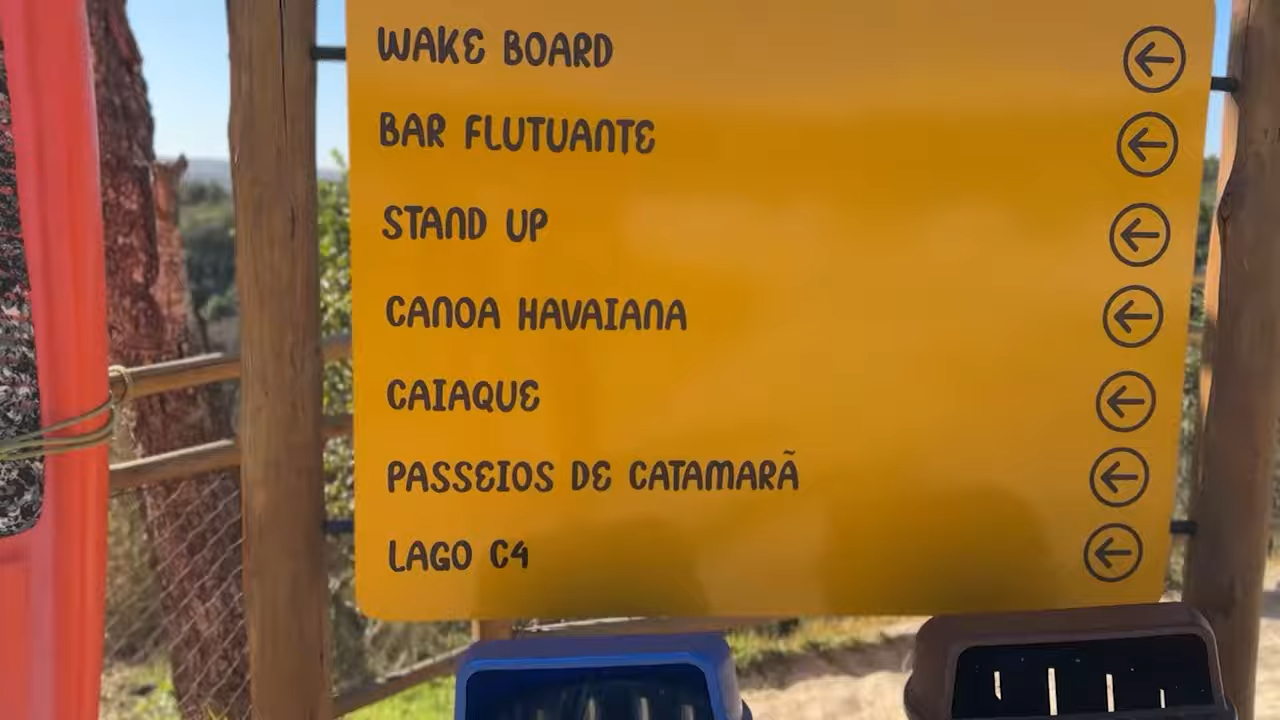 WAKE BOARD
BAR FLUTUANTE
STAND UP
CANOA HAVAIANA
CAIAQUE
PASSEIOS DE CATAMARÃ
LAGO C4